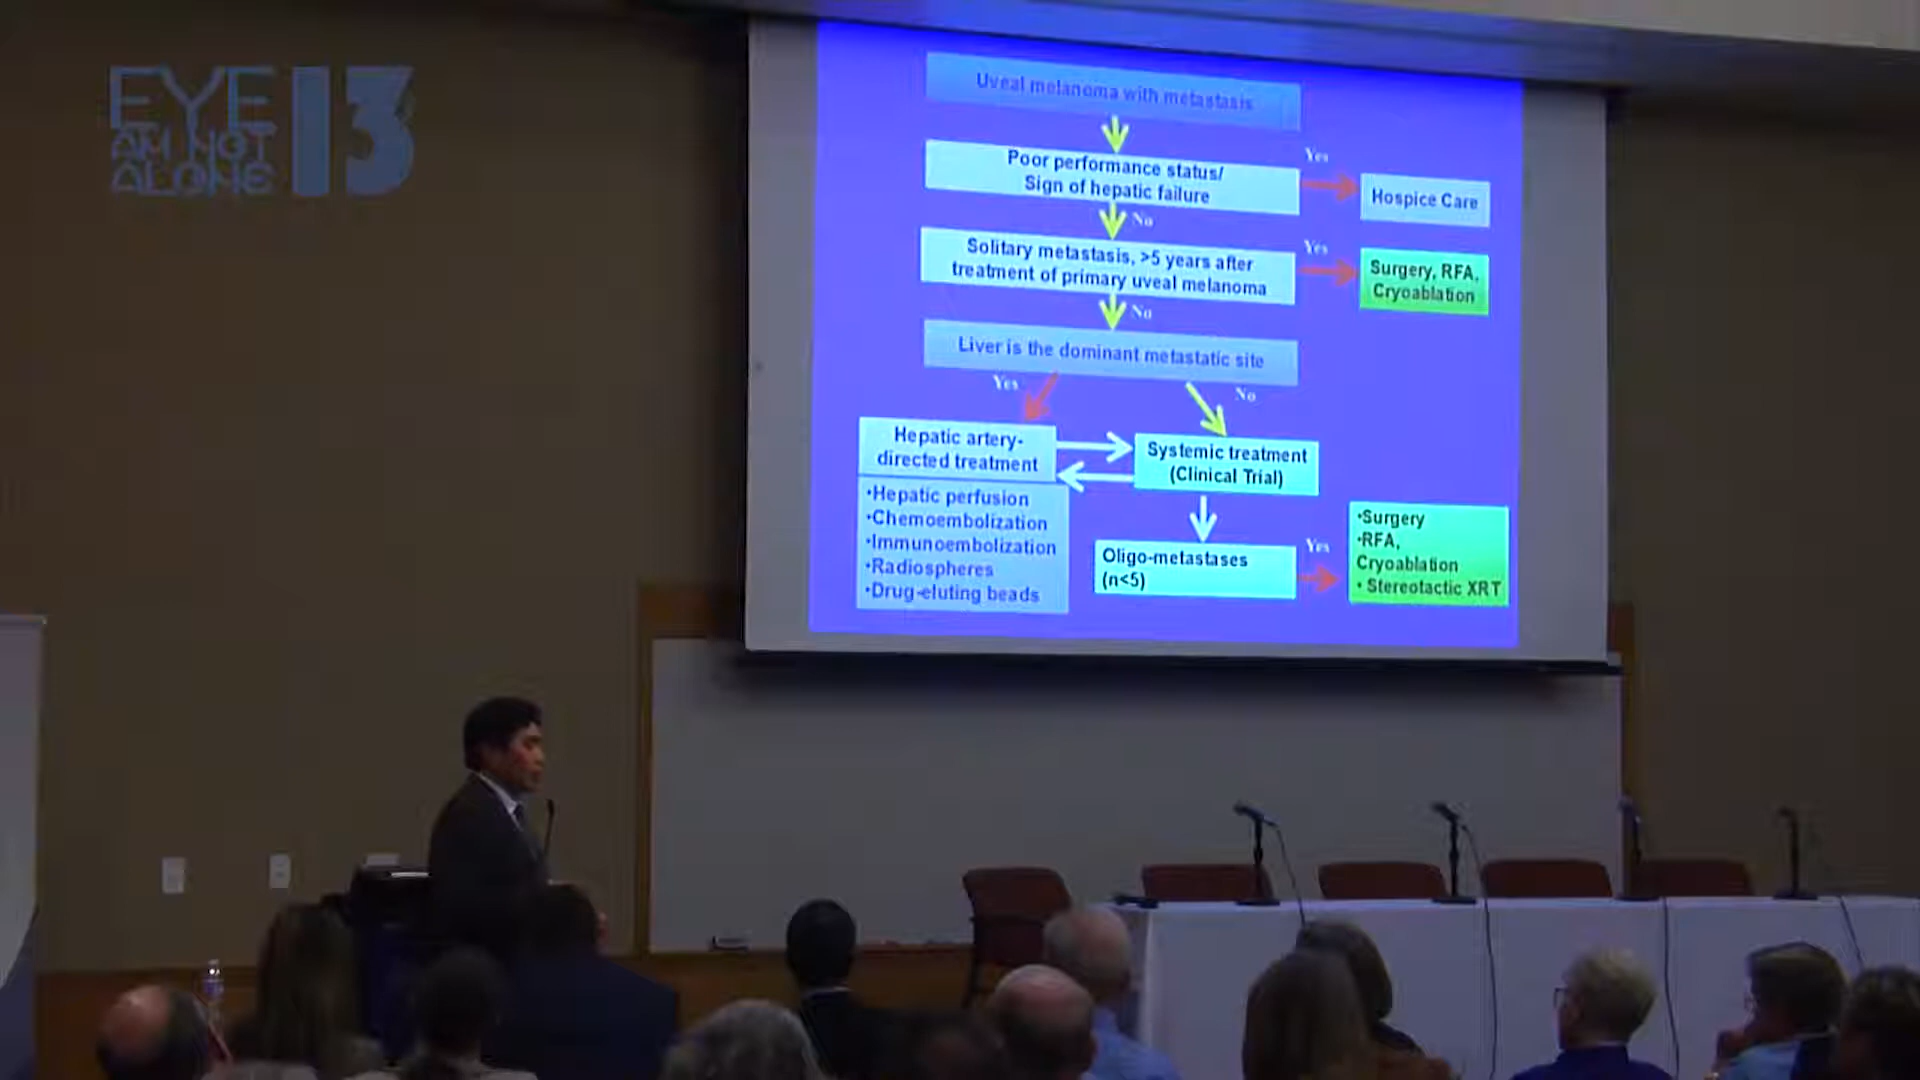 EYE
AM NOT
ALONE
13
Uveal melanoma with metastasis
Poor performance status/
Sign of hepatic failure
Yes
Hospice Care
No
Solitary metastasis, >5 years after
treatment of primary uveal melanoma
Yes
Surgery, RFA,
Cryoablation
No
Liver is the dominant metastatic site
Yes
No
Hepatic artery-
directed treatment
•Hepatic perfusion
•Chemoembolization
•Immunoembolization
•Radiospheres
•Drug-eluting beads
Systemic treatment
(Clinical Trial)
Oligo-metastases
(n<5)
Yes
•Surgery
•RFA,
Cryoablation
• Stereotactic XRT